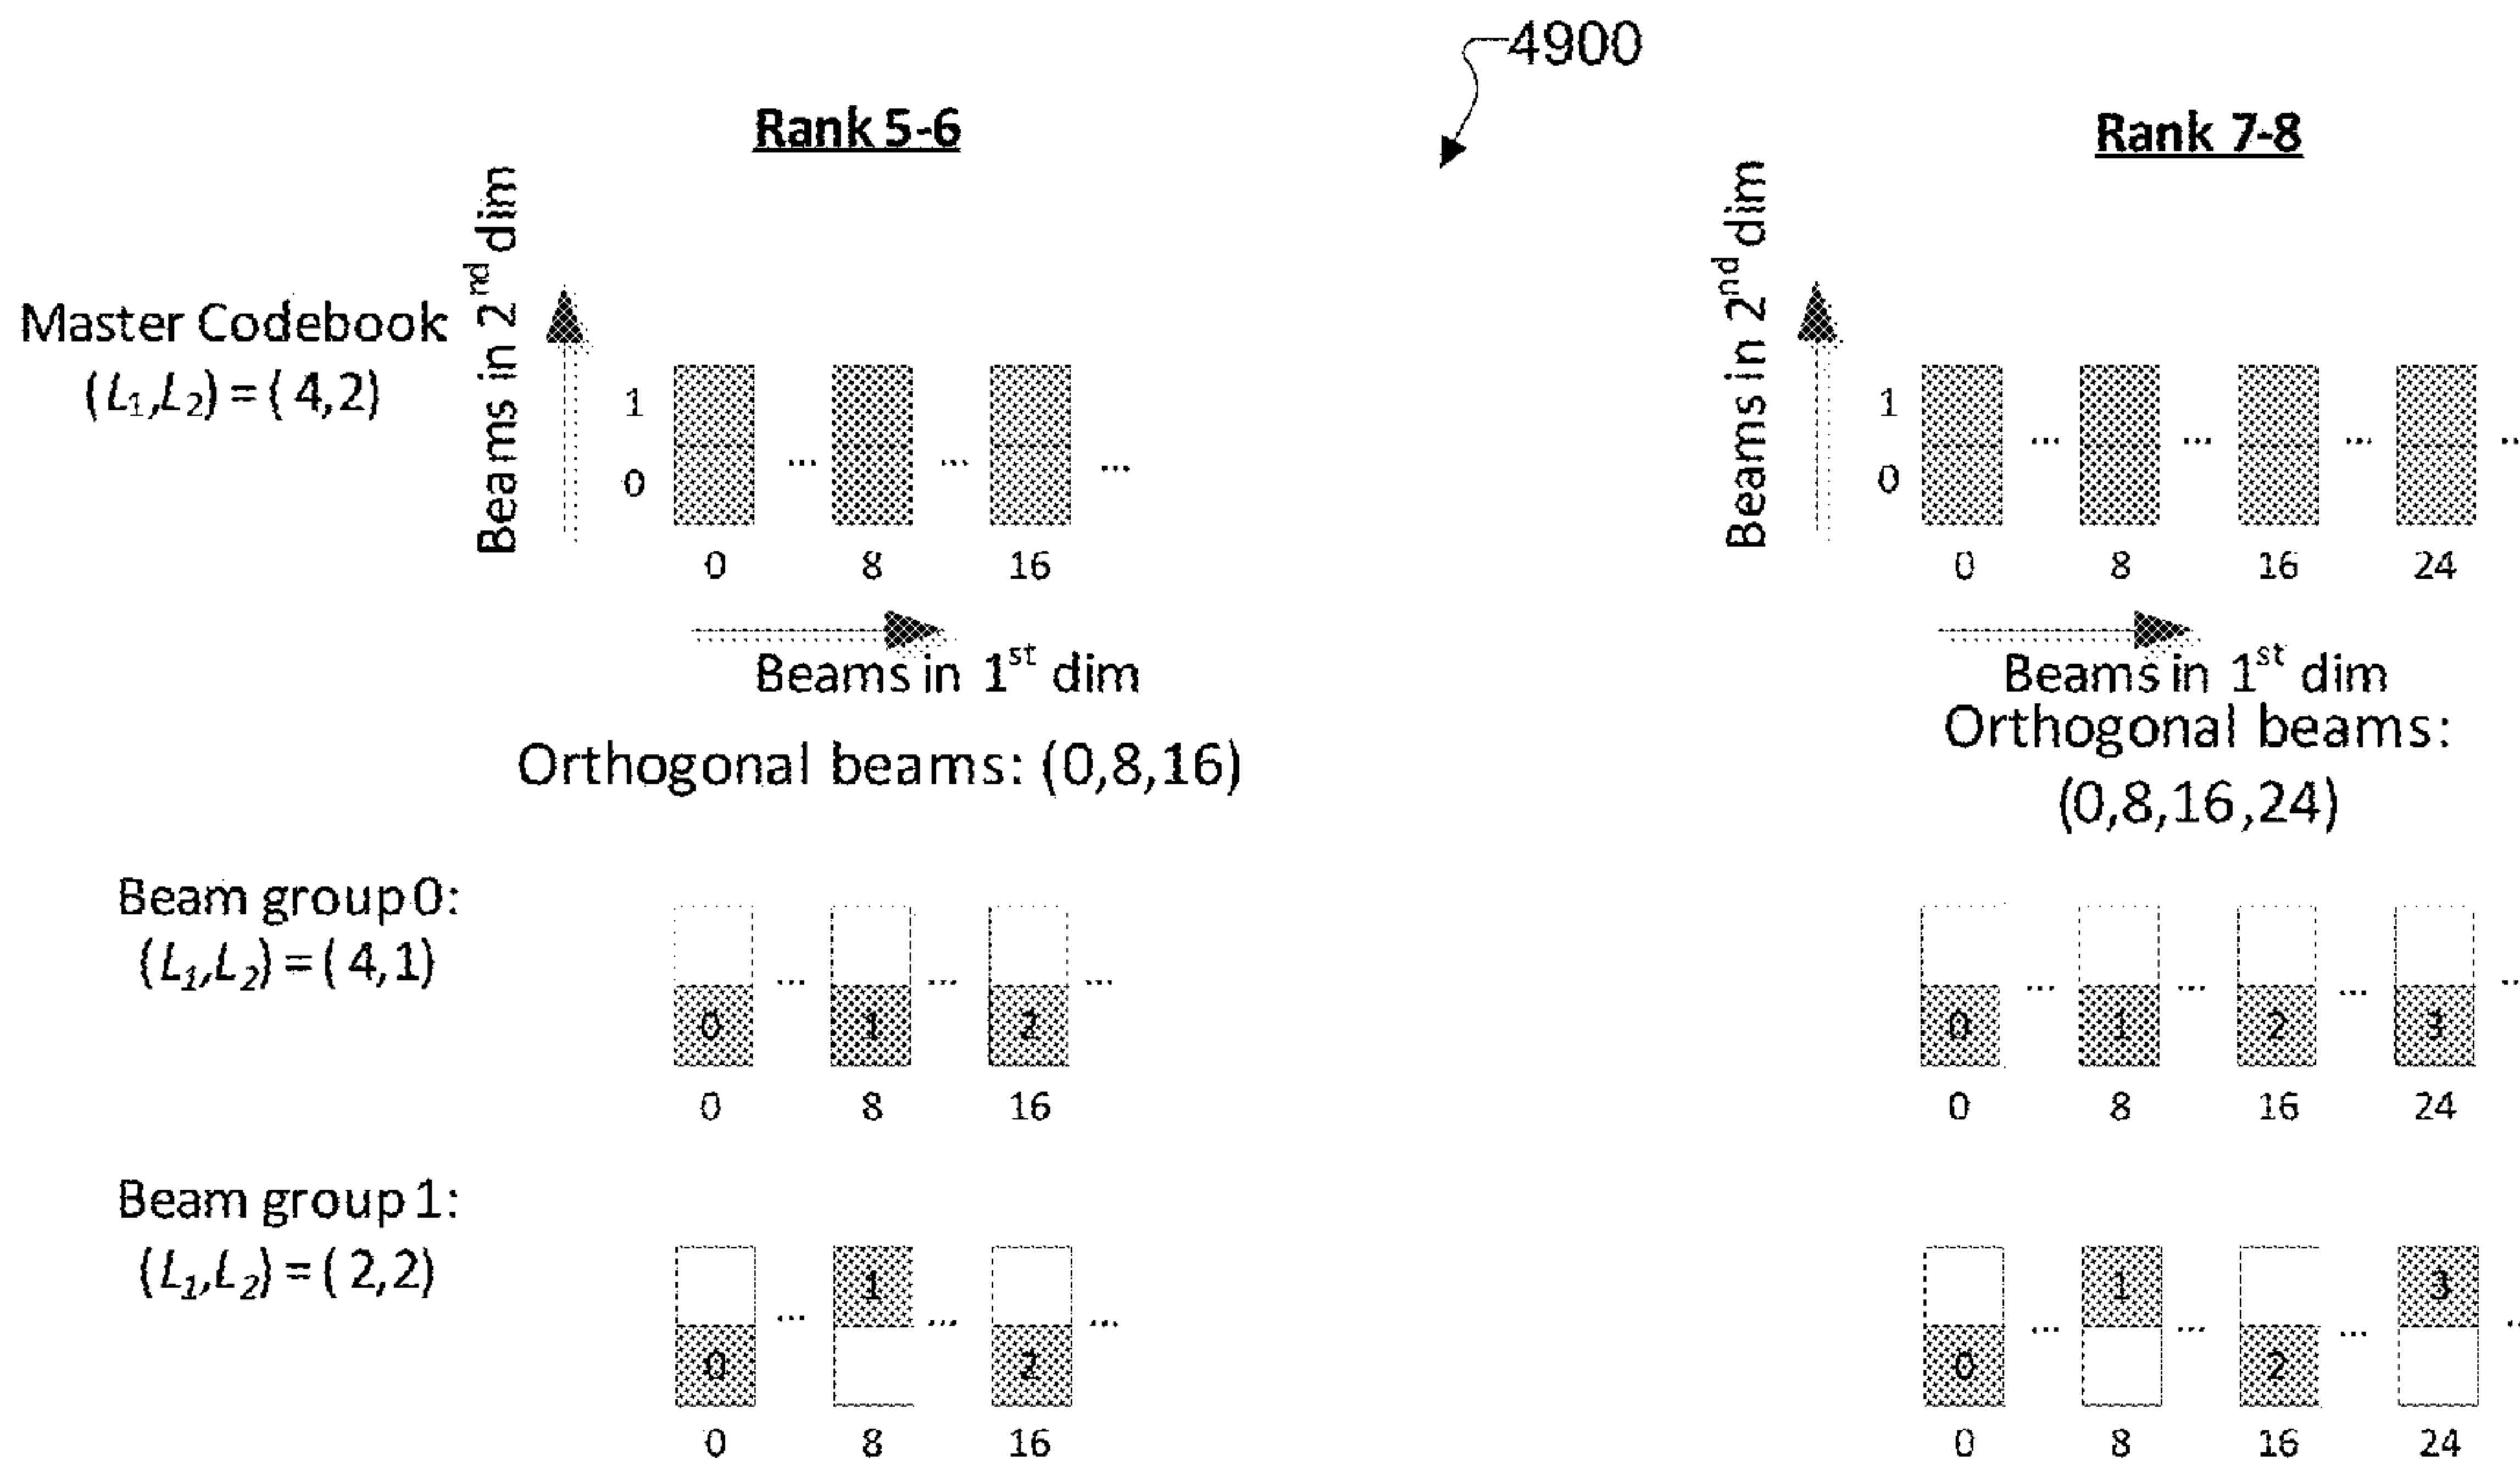 4900
Rank 5-6
Rank 7-8
Master Codebook
(L1,L2) = ( 4,2)
Beams in 2nd dim
1
0
... ... ...
0 8 16
Beams in 1st dim
Orthogonal beams: (0,8,16)
Beams in 2nd dim
1
0
... ... ... ...
0 8 16 24
Beams in 1st dim
Orthogonal beams:
(0,8,16,24)
Beam group 0:
(L1,L2) = ( 4,1)
0 ... 1 ... 2 ...
0 8 16
0 ... 1 ... 2 ... 3 ...
0 8 16 24
Beam group 1:
(L1,L2) = ( 2,2)
0 ... 1 ... 2 ...
0 8 16
0 ... 1 ... 2 ... 3 ...
0 8 16 24